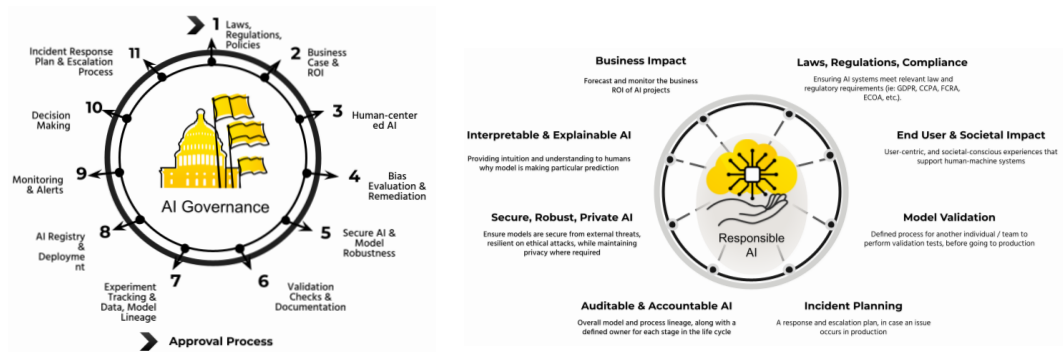 1 Laws,
Regulations,
Policies
2 Business
Case &
ROI
3 Human-center
ed AI
4 Bias
Evaluation &
Remediation
5 Secure AI &
Model
Robustness
6 Validation
Checks &
Documentation
7 Experiment
Tracking &
Data, Model
Lineage
8 AI Registry
&
Deployme
nt
9 Monitoring
& Alerts
10 Decision
Making
11 Incident Response
Plan & Escalation
Process
AI Governance
Approval Process
Business Impact
Forecast and monitor the business
ROI of AI projects
Laws, Regulations, Compliance
Ensuring AI systems meet relevant law and
regulatory requirements (ie: GDPR, CCPA, FCRA,
ECOA, etc,).
Interpretable & Explainable AI
Providing intuition and understanding to humans
why model is making particular prediction
End User & Societal Impact
User-centric, and societal-conscious experiences that
support human-machine systems
Secure, Robust, Private AI
Ensure models are secure from external threats,
resilient on ethical attacks, while maintaining
privacy where required
Model Validation
Defined process for another individual / team to
perform validation tests, before going to production
Responsible
AI
Auditable & Accountable AI
Overall model and process lineage, along with a
defined owner for each stage in the life cycle
Incident Planning
A response and escalation plan, in case an issue
occurs in production